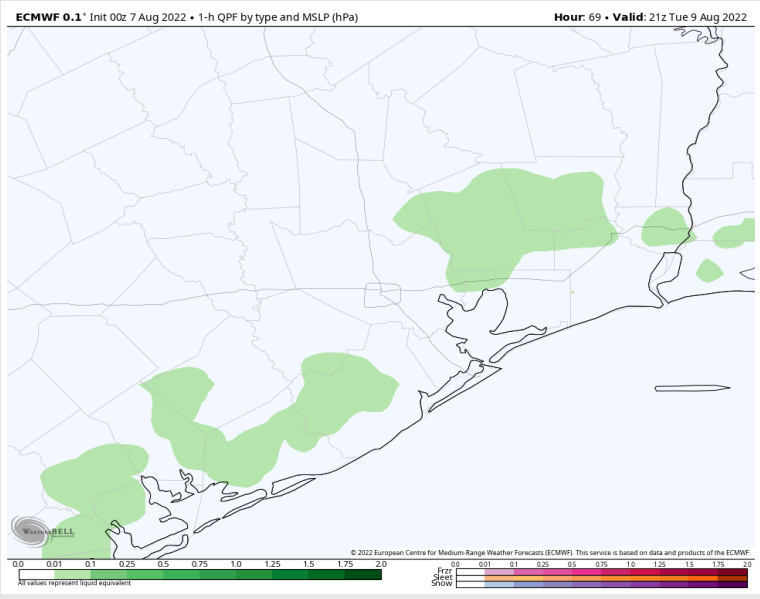 ECMWF 0.1° Init 00z 7 Aug 2022 • 1-h QPF by type and MSLP (hPa)
Hour: 69 • Valid: 21z Tue 9 Aug 2022
WEATHERBELL
© 2022 European Centre for Medium-Range Weather Forecasts (ECMWF). This service is based on data and products of the ECMWF.
0.0 0.01 0.1 0.25 0.5 0.75 1.0 1.25 1.5 1.75 2.0
All values represent liquid equivalent
0.0 0.01 0.1 0.25 0.5 0.75 1.0 1.25 1.5 1.75 2.0
Frzr
Sleet
Snow